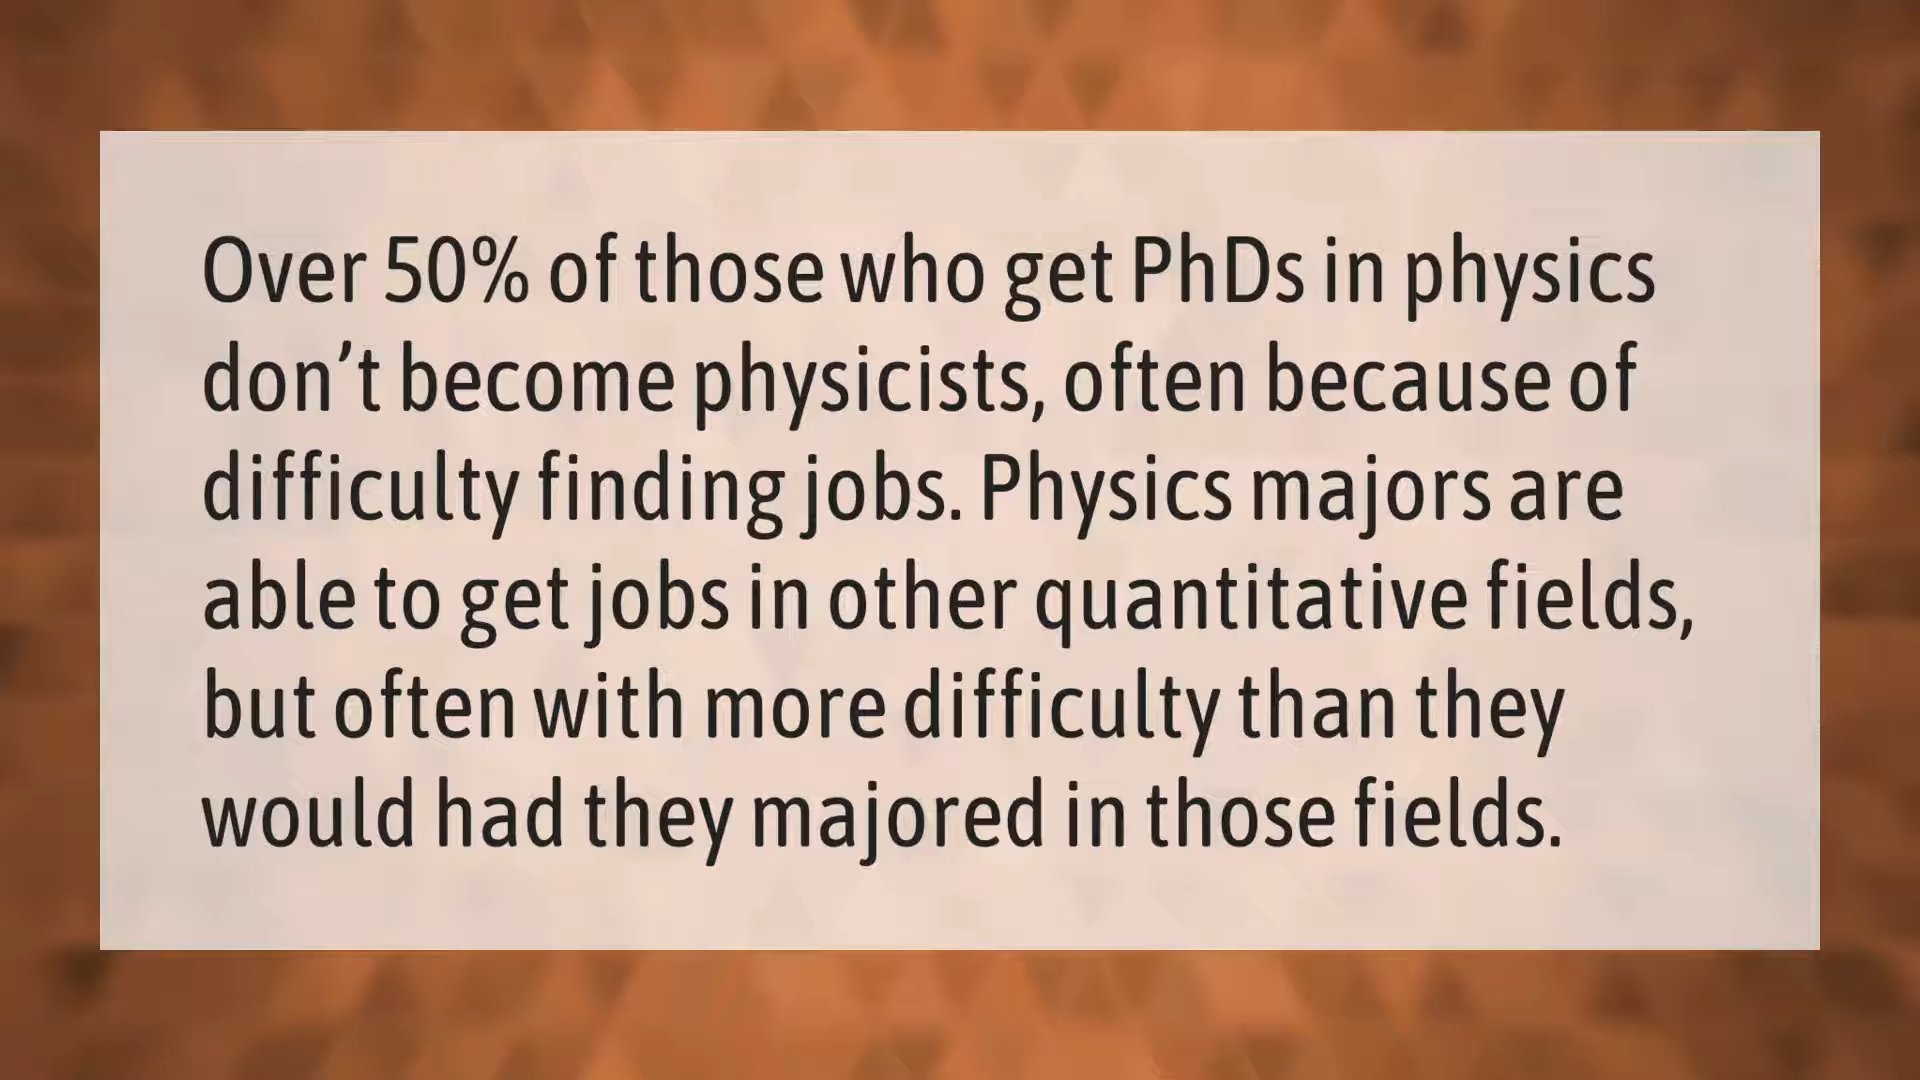 Over 50% of those who get PhDs in physics
don’t become physicists, often because of
difficulty finding jobs. Physics majors are
able to get jobs in other quantitative fields,
but often with more difficulty than they
would had they majored in those fields.